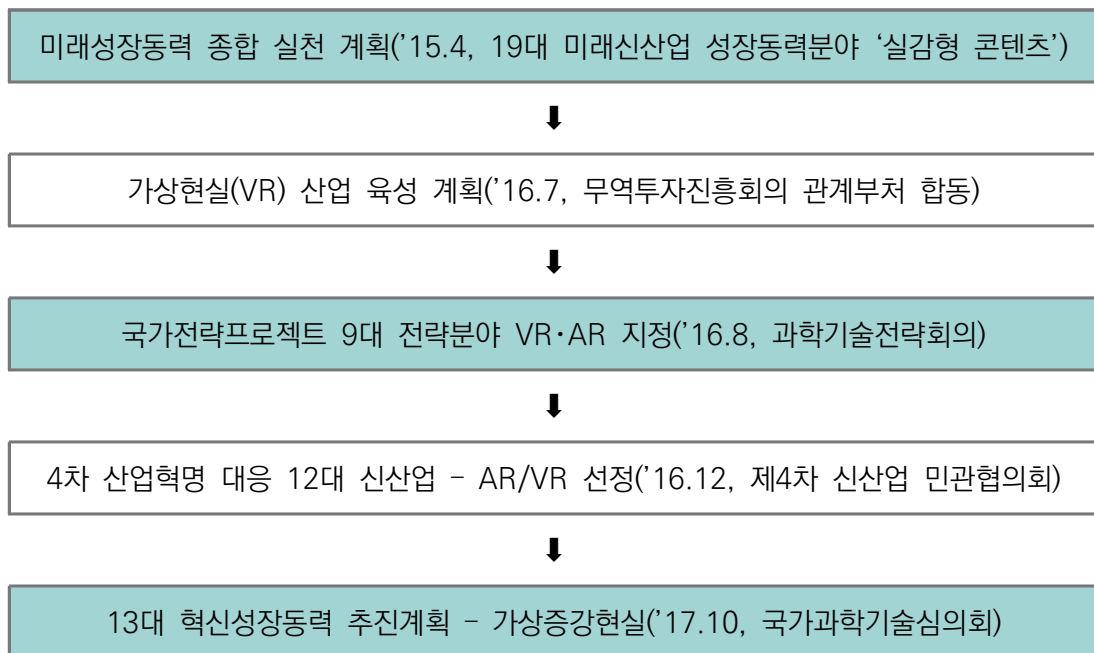 미래성장동력 종합 실천 계획('15.4, 19대 미래신산업 성장동력분야 ‘실감형 콘텐츠’)
가상현실(VR) 산업 육성 계획('16.7, 무역투자진흥회의 관계부처 합동)
국가전략프로젝트 9대 전략분야 VR·AR 지정('16.8, 과학기술전략회의)
4차 산업혁명 대응 12대 신산업 – AR/VR 선정('16.12, 제4차 신산업 민관협의회)
13대 혁신성장동력 추진계획 – 가상증강현실('17.10, 국가과학기술심의회)